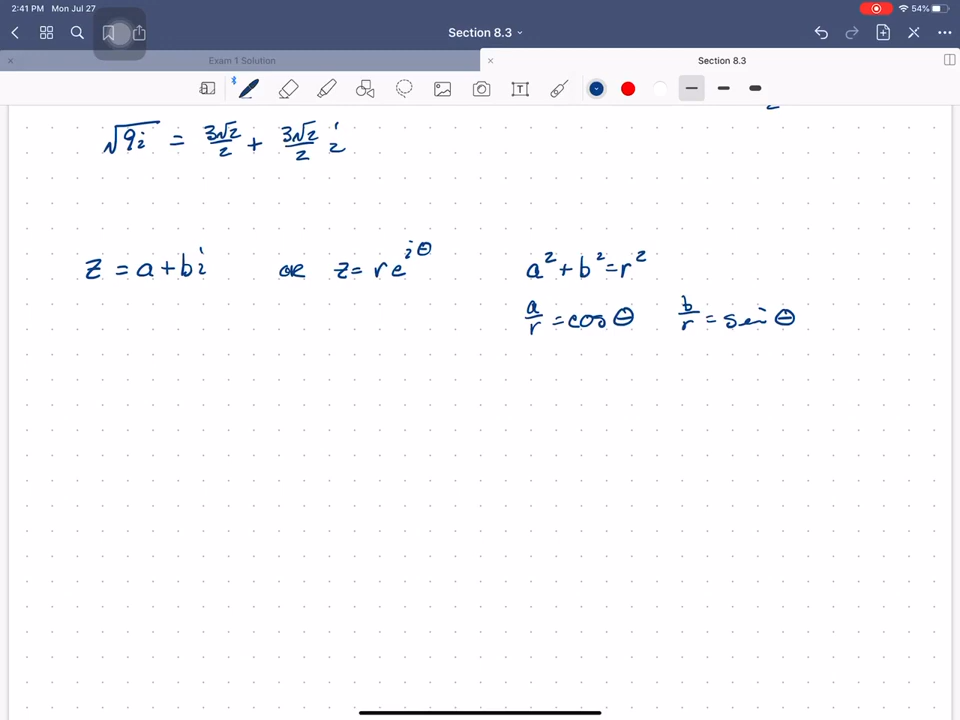 2:41 PM Mon Jul 27 54%
Section 8.3
Exam 1 Solution Section 8.3
√9i = 3√2/2 + 3√2/2 i
z = a + bi or z = re^{iθ} a² + b² = r²
a/r = cos θ b/r = sin θ